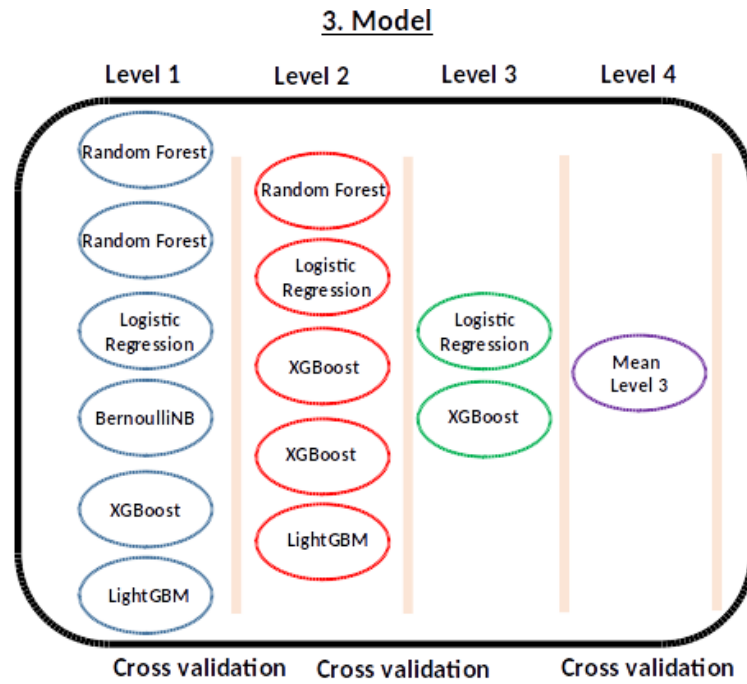 3. Model
Level 1
Level 2
Level 3
Level 4
Random Forest
Random Forest
Logistic
Regression
BernoulliNB
XGBoost
LightGBM
Random Forest
Logistic
Regression
XGBoost
XGBoost
LightGBM
Logistic
Regression
XGBoost
Mean
Level 3
Cross validation
Cross validation
Cross validation